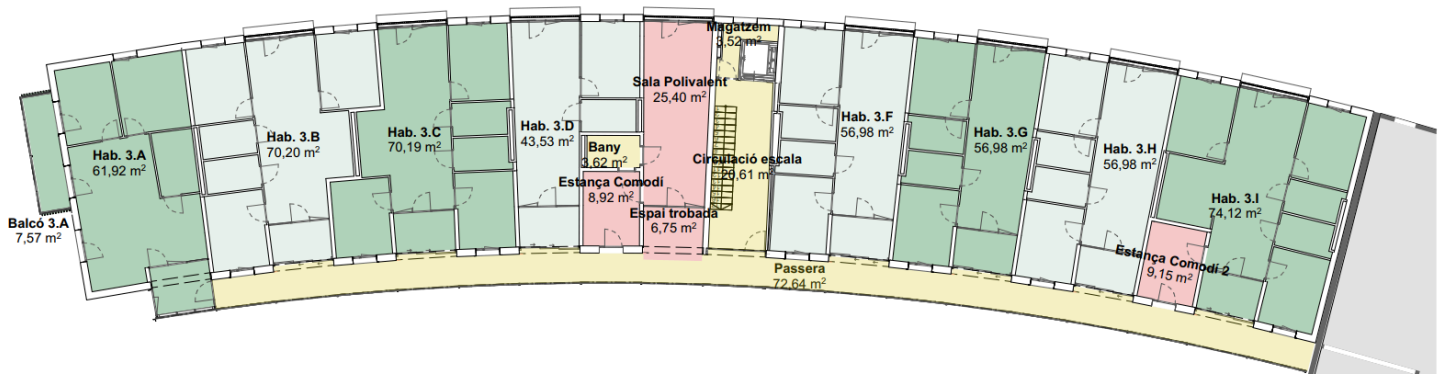 Hab. 3.A
61,92 m²
Balcó 3.A
7,57 m²
Hab. 3.B
70,20 m²
Hab. 3.C
70,19 m²
Hab. 3.D
43,53 m²
Bany
3,62 m²
Estança Comodí
8,92 m²
Sala Polivalent
25,40 m²
Espai trobada
6,75 m²
Magatzem
3,52 m²
Circulació escala
20,61 m²
Hab. 3.F
56,98 m²
Hab. 3.G
56,98 m²
Hab. 3.H
56,98 m²
Hab. 3.I
74,12 m²
Estança Comodí 2
9,15 m²
Passera
72,64 m²